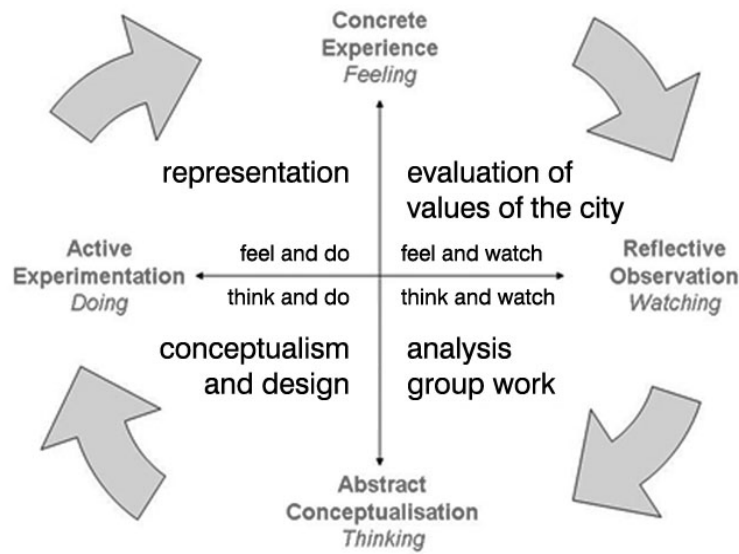 Concrete
Experience
Feeling
representation
evaluation of
values of the city
Active
Experimentation
Doing
feel and do
feel and watch
Reflective
Observation
Watching
think and do
think and watch
conceptualism
and design
analysis
group work
Abstract
Conceptualisation
Thinking